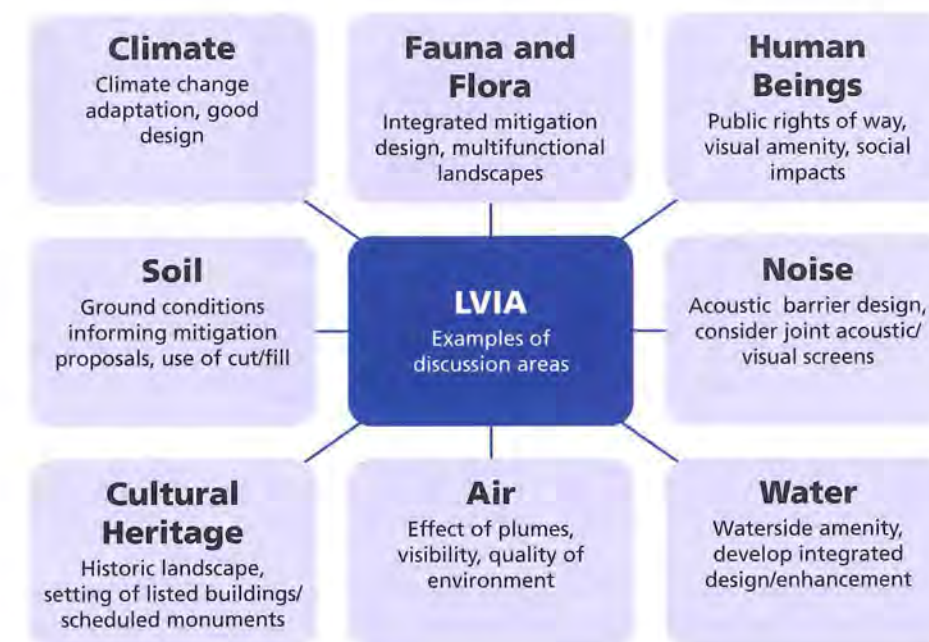 Climate
Climate change
adaptation, good
design
Fauna and
Flora
Integrated mitigation
design, multifunctional
landscapes
Human
Beings
Public rights of way,
visual amenity, social
impacts
Soil
Ground conditions
informing mitigation
proposals, use of cut/fill
LVIA
Examples of
discussion areas
Noise
Acoustic barrier design,
consider joint acoustic/
visual screens
Cultural
Heritage
Historic landscape,
setting of listed buildings/
scheduled monuments
Air
Effect of plumes,
visibility, quality of
environment
Water
Waterside amenity,
develop integrated
design/enhancement